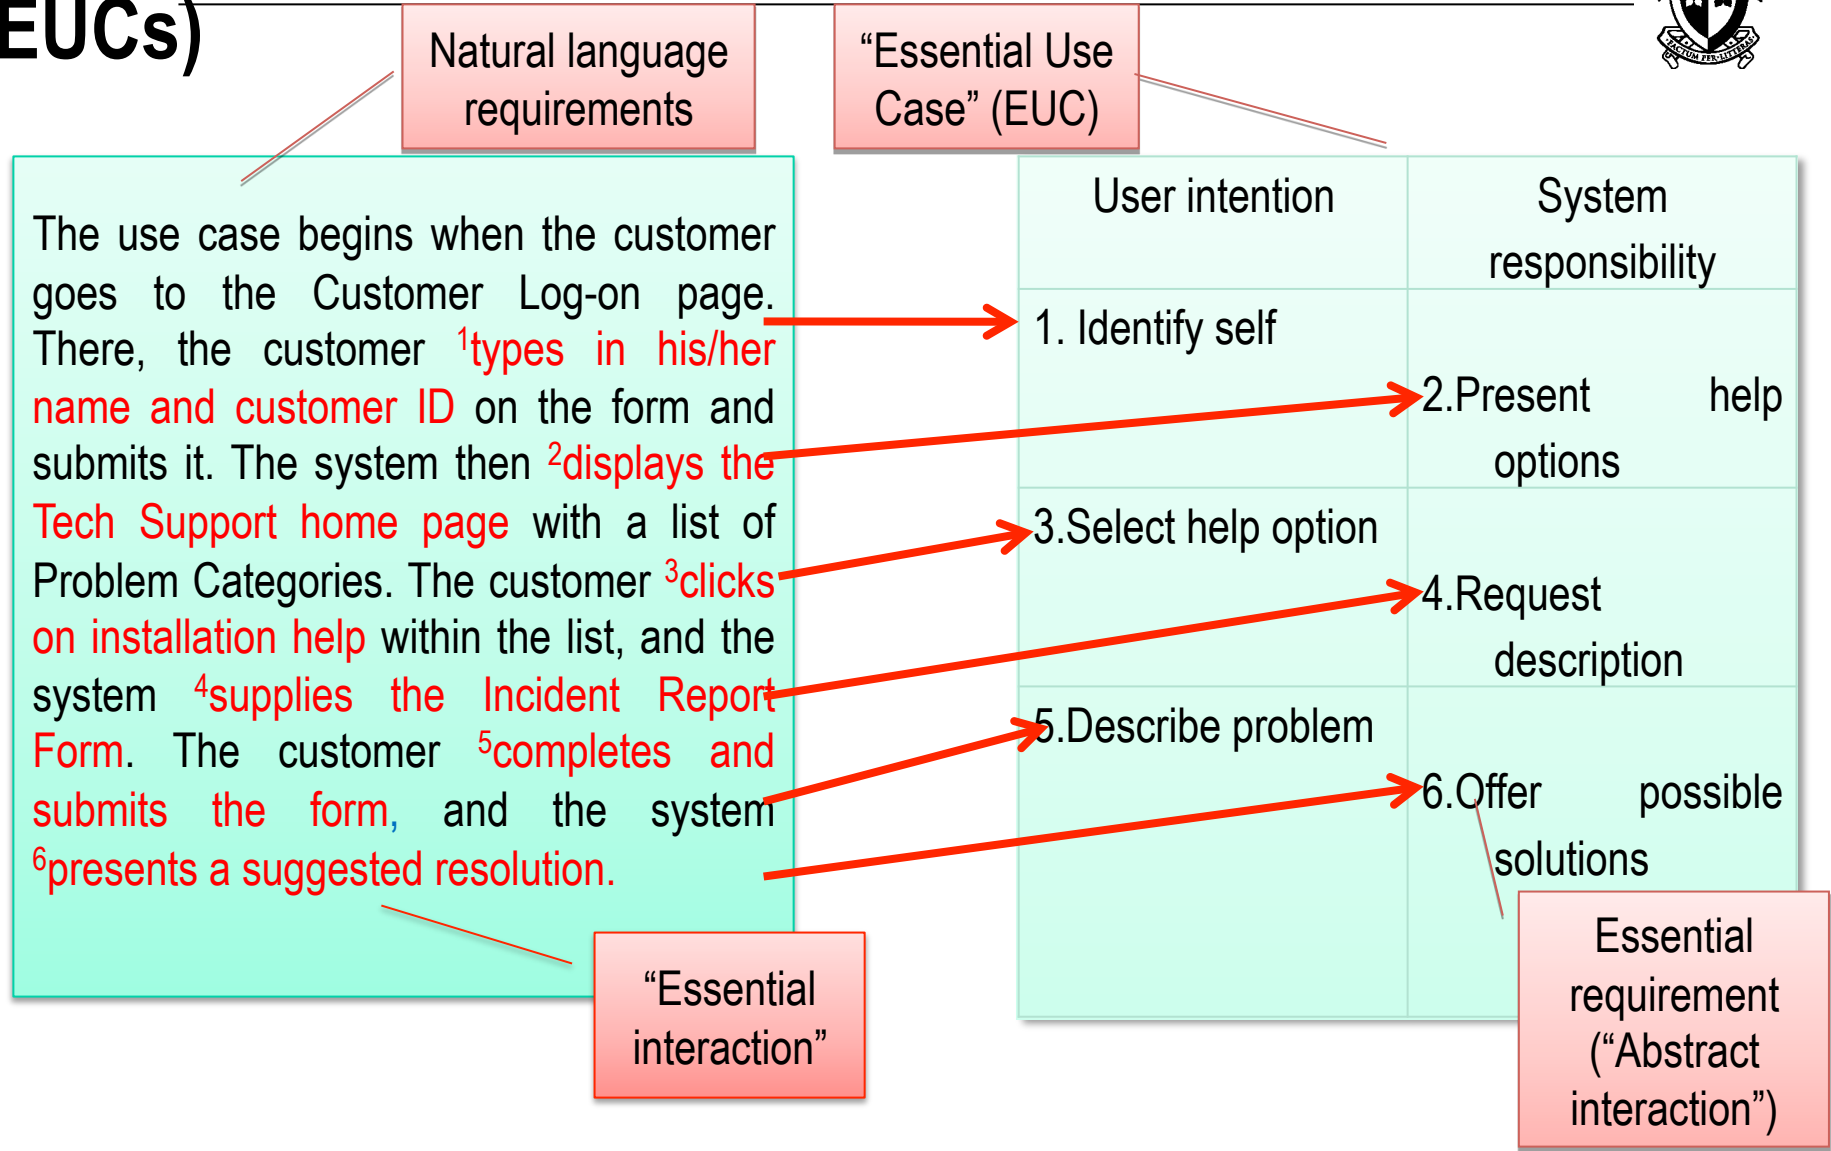 EUCs)
Natural language
requirements
“Essential Use
Case” (EUC)
The use case begins when the customer
goes to the Customer Log-on page.
There, the customer 1types in his/her
name and customer ID on the form and
submits it. The system then 2displays the
Tech Support home page with a list of
Problem Categories. The customer 3clicks
on installation help within the list, and the
system 4supplies the Incident Report
Form. The customer 5completes and
submits the form, and the system
6presents a suggested resolution.
“Essential
interaction”
User intention
System
responsibility
1. Identify self
2.Present help
options
3.Select help option
4.Request
description
5.Describe problem
6.Offer possible
solutions
Essential
requirement
(“Abstract
interaction”)